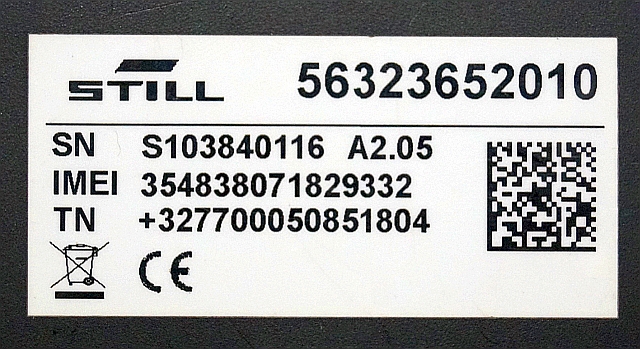 STILL 56323652010
SN S103840116 A2.05
IMEI 354838071829332
TN +327700050851804
CE